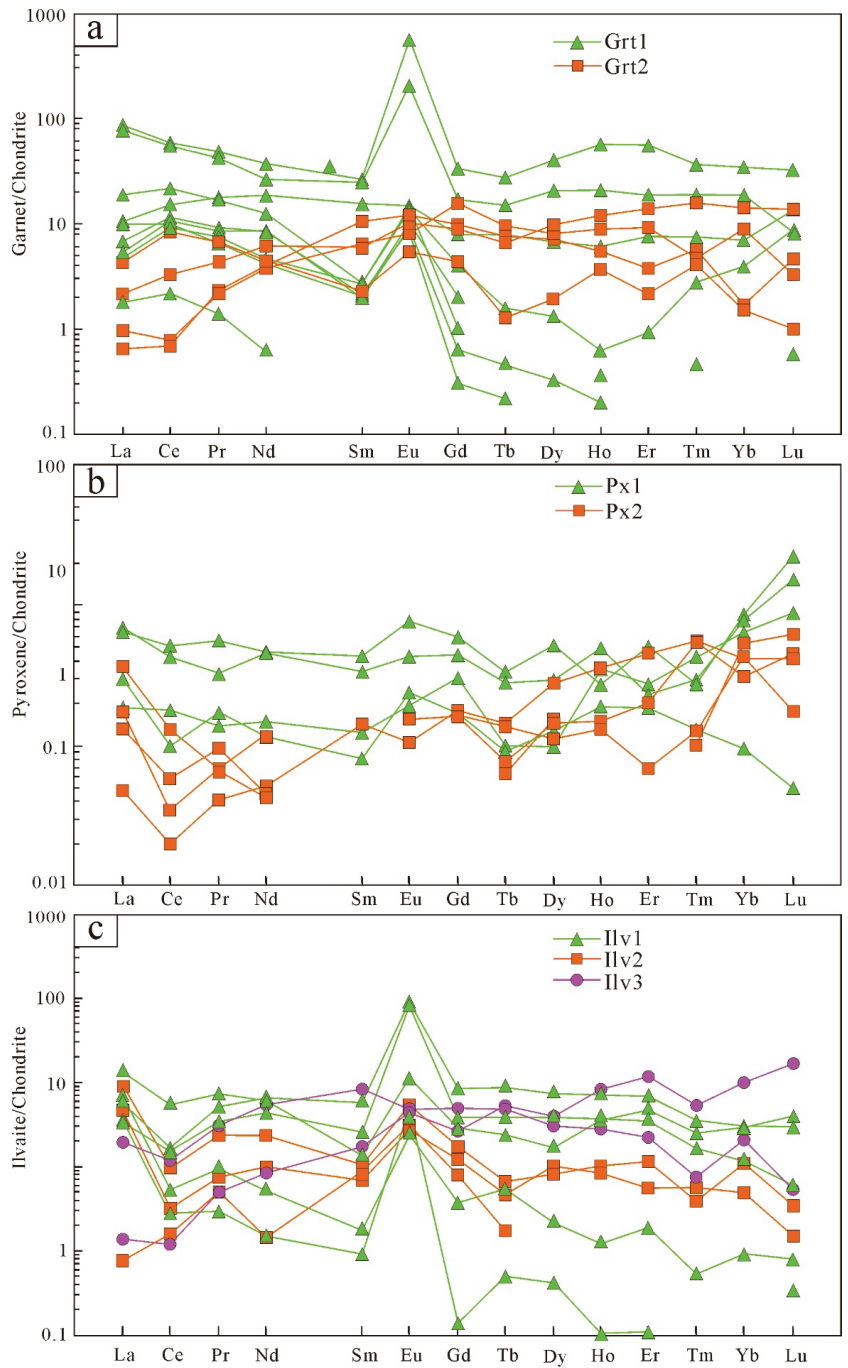 a
1000
100
10
1
0.1
Garnet/Chondrite
Grt1
Grt2
La Ce Pr Nd Sm Eu Gd Tb Dy Ho Er Tm Yb Lu
b
100
10
1
0.1
0.01
Pyroxene/Chondrite
Px1
Px2
La Ce Pr Nd Sm Eu Gd Tb Dy Ho Er Tm Yb Lu
c
1000
100
10
1
0.1
Ilvaite/Chondrite
Ilv1
Ilv2
Ilv3
La Ce Pr Nd Sm Eu Gd Tb Dy Ho Er Tm Yb Lu